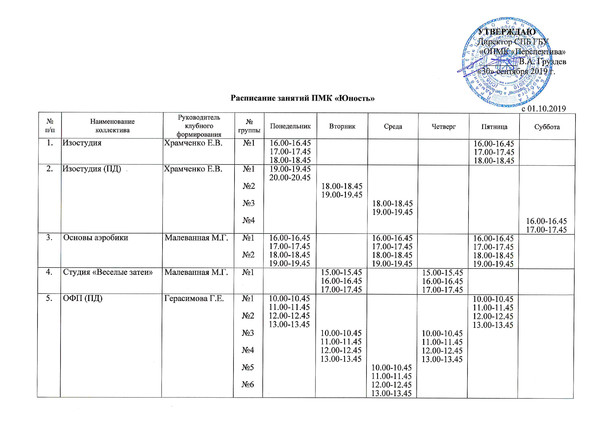 УТВЕРЖДАЮ
Директор СПБ ГБУ
«ОПМК «Перспектива»
В.А. Груздев
«30» сентября 2019 г.
Расписание занятий ПМК «Юность»
с 01.10.2019
№ п/п Наименование коллектива Руководитель клубного формирования № группы Понедельник Вторник Среда Четверг Пятница Суббота
1. Изостудия Храмченко Е.В. №1 16.00-16.45 16.00-16.45
17.00-17.45 17.00-17.45
18.00-18.45 18.00-18.45
2. Изостудия (ПД) Храмченко Е.В. №1 19.00-19.45
20.00-20.45
№2 18.00-18.45
19.00-19.45
№3 18.00-18.45
19.00-19.45
№4 16.00-16.45
17.00-17.45
3. Основы аэробики Малеванная М.Г. №1 16.00-16.45 16.00-16.45 16.00-16.45
17.00-17.45 17.00-17.45 17.00-17.45
№2 18.00-18.45 18.00-18.45 18.00-18.45
19.00-19.45 19.00-19.45 19.00-19.45
4. Студия «Веселые затеи» Малеванная М.Г. №1 15.00-15.45 15.00-15.45
16.00-16.45 16.00-16.45
17.00-17.45 17.00-17.45
5. ОФП (ПД) Герасимова Г.Е. №1 10.00-10.45 10.00-10.45
11.00-11.45 11.00-11.45
№2 12.00-12.45 12.00-12.45
13.00-13.45 13.00-13.45
№3 10.00-10.45 10.00-10.45
11.00-11.45 11.00-11.45
№4 12.00-12.45 12.00-12.45
13.00-13.45 13.00-13.45
№5 10.00-10.45
11.00-11.45
№6 12.00-12.45
13.00-13.45